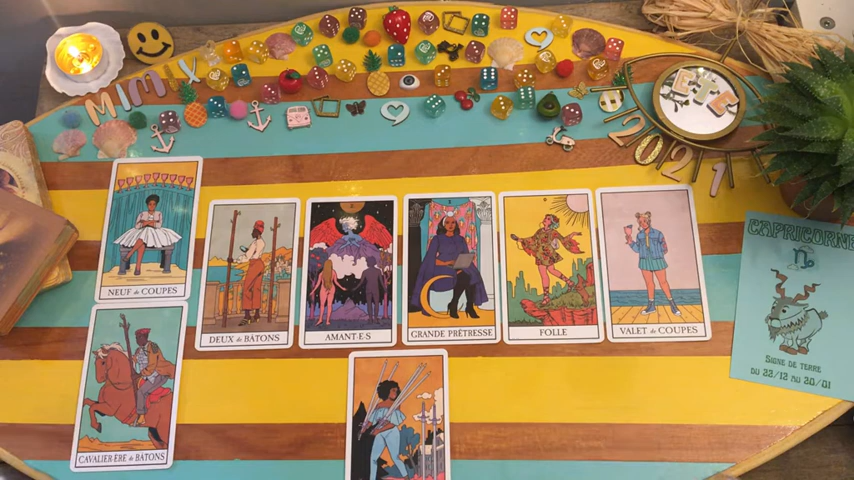 MIMIX
ETE
2021
NEUF de COUPES
DEUX de BÂTONS
AMANT·E·S
GRANDE PRÊTRESSE
FOLLE
VALET de COUPES
CAVALIER·ÈRE de BÂTONS
CAPRICORNE
SIGNE DE TERRE
DU 22/12 AU 20/01